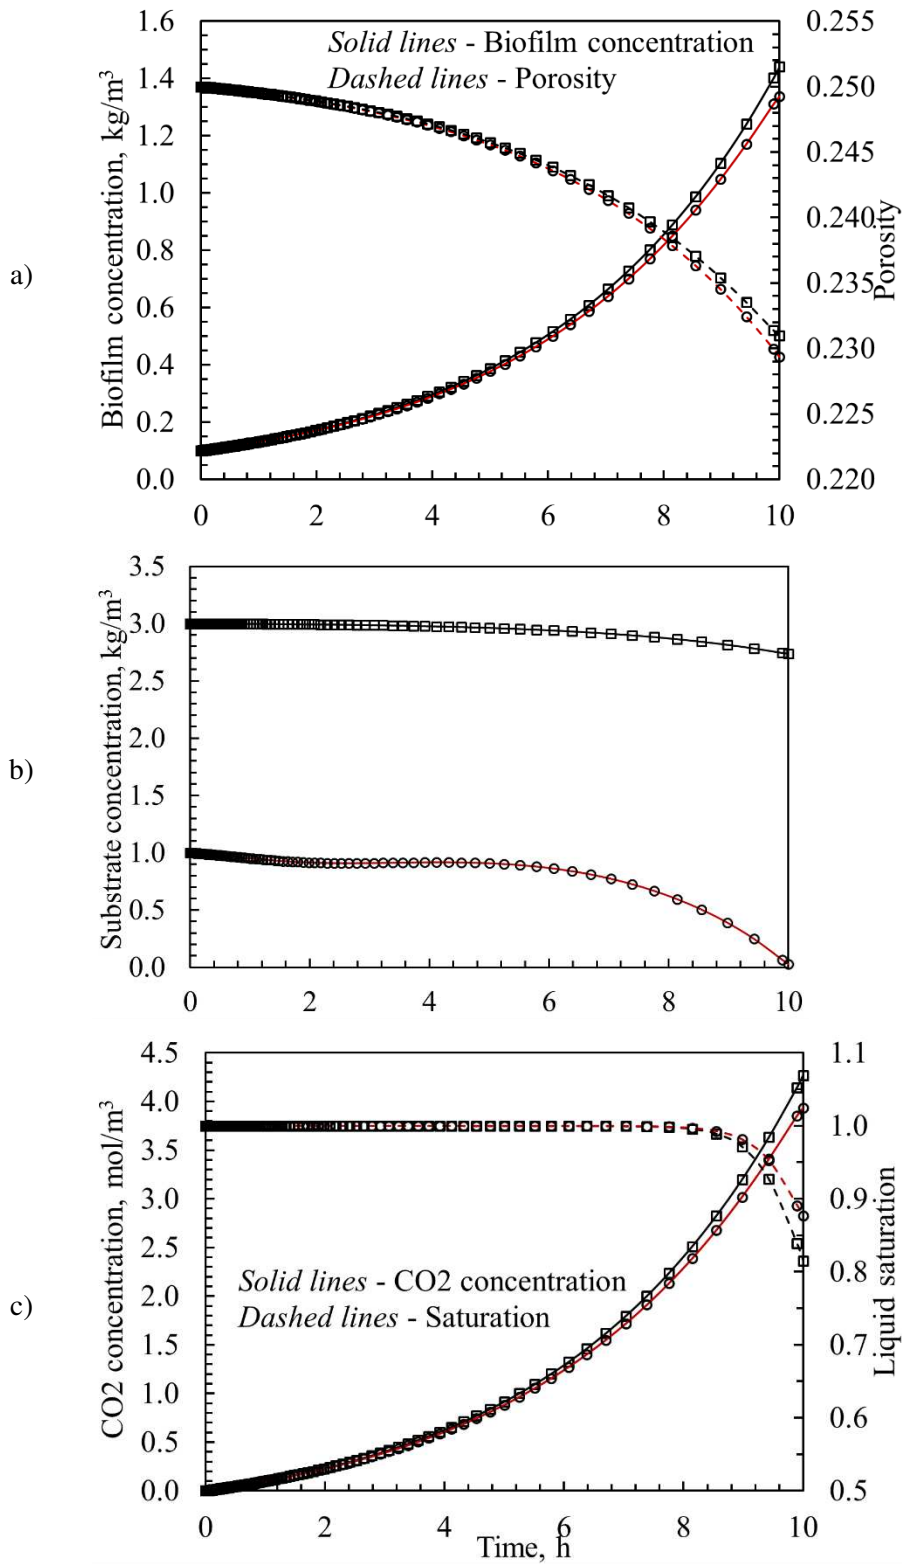 a)
Biofilm concentration, kg/m³
1.6
1.4
1.2
1.0
0.8
0.6
0.4
0.2
0.0
Solid lines - Biofilm concentration
Dashed lines - Porosity
0.255
0.250
0.245
0.240
0.235
0.230
0.225
0.220
Porosity
0 2 4 6 8 10
b)
Substrate concentration, kg/m³
3.5
3.0
2.5
2.0
1.5
1.0
0.5
0.0
0 2 4 6 8 10
c)
CO2 concentration, mol/m³
4.5
4.0
3.5
3.0
2.5
2.0
1.5
1.0
0.5
0.0
Solid lines - CO2 concentration
Dashed lines - Saturation
1.1
1.0
0.9
0.8
0.7
0.6
0.5
Liquid saturation
0 2 4 6 8 10
Time, h